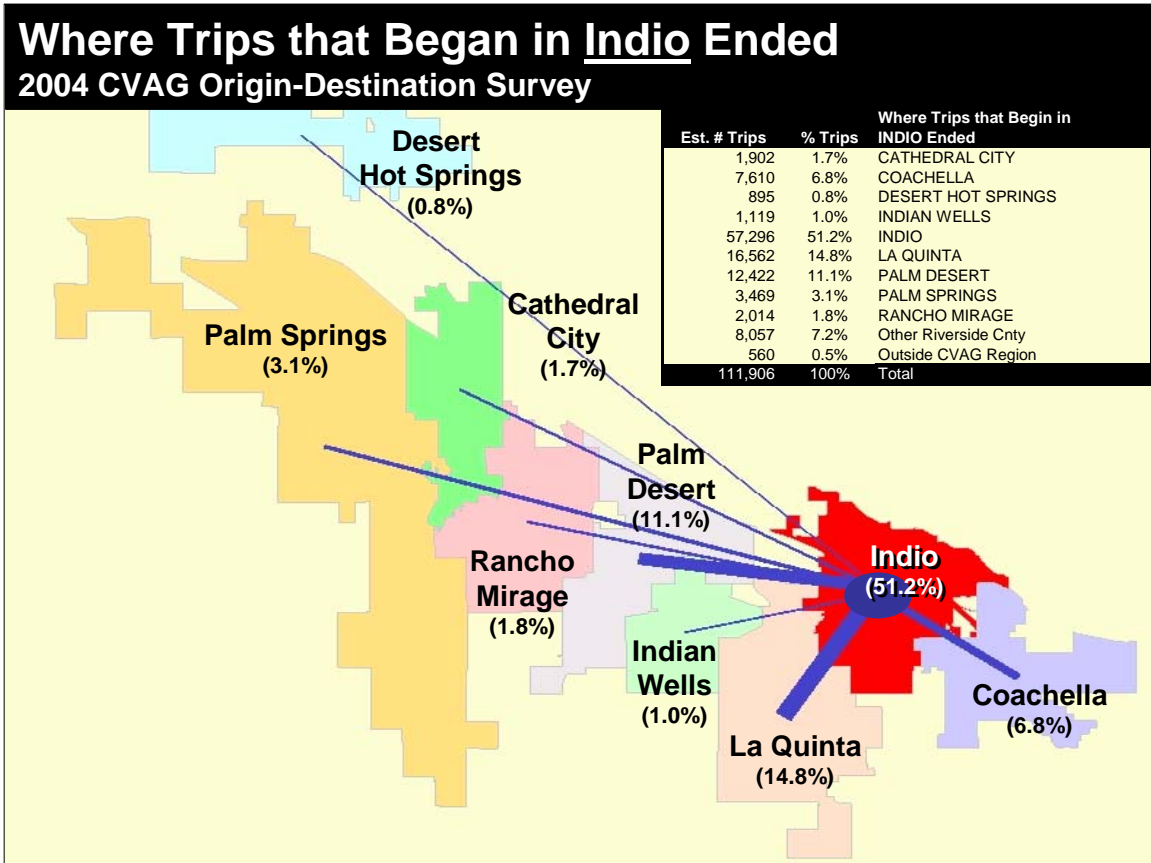 Where Trips that Began in Indio Ended
2004 CVAG Origin-Destination Survey
Where Trips that Begin in
Est. # Trips % Trips INDIO Ended
1,902 1.7% CATHEDRAL CITY
7,610 6.8% COACHELLA
895 0.8% DESERT HOT SPRINGS
1,119 1.0% INDIAN WELLS
57,296 51.2% INDIO
16,562 14.8% LA QUINTA
12,422 11.1% PALM DESERT
3,469 3.1% PALM SPRINGS
2,014 1.8% RANCHO MIRAGE
8,057 7.2% Other Riverside Cnty
560 0.5% Outside CVAG Region
111,906 100% Total
Desert
Hot Springs
(0.8%)
Cathedral
City
(1.7%)
Palm Springs
(3.1%)
Palm
Desert
(11.1%)
Rancho
Mirage
(1.8%)
Indio
(51.2%)
Indian
Wells
(1.0%)
Coachella
(6.8%)
La Quinta
(14.8%)